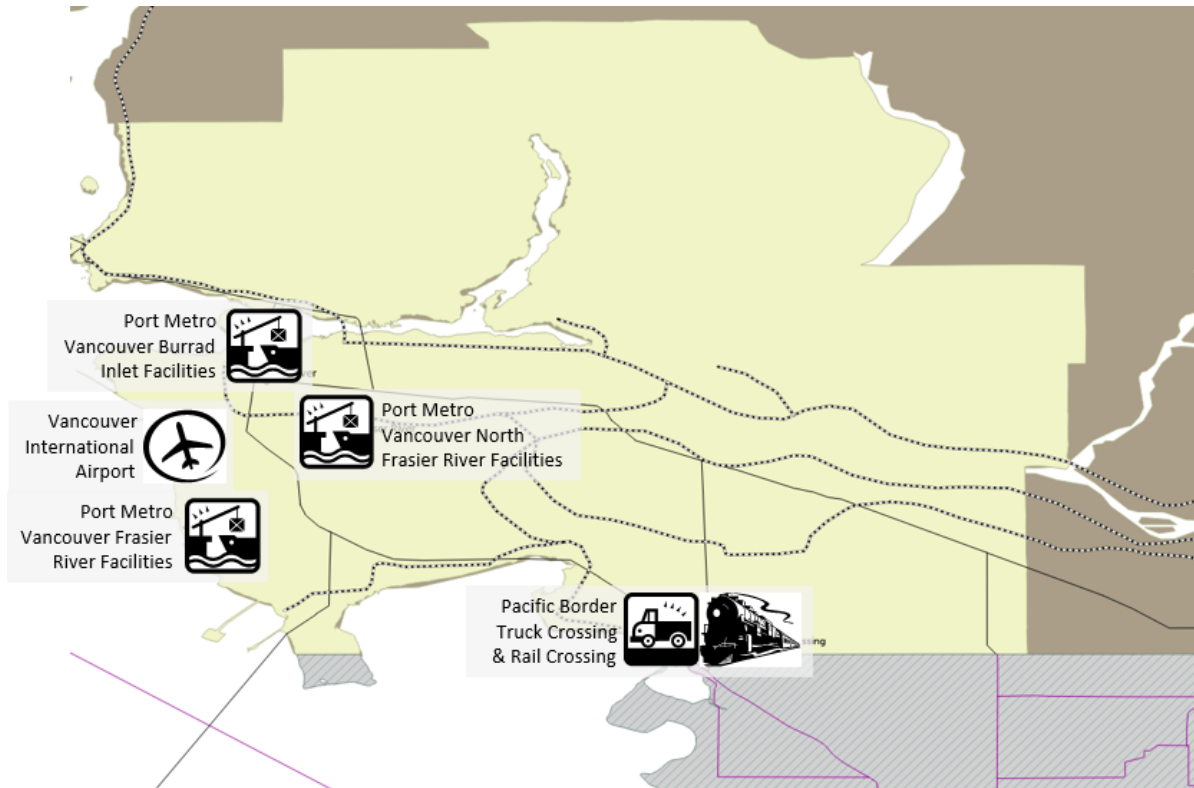 Port Metro
Vancouver Burrad
Inlet Facilities
Vancouver
International
Airport
Port Metro
Vancouver North
Frasier River Facilities
Port Metro
Vancouver Frasier
River Facilities
Pacific Border
Truck Crossing
& Rail Crossing